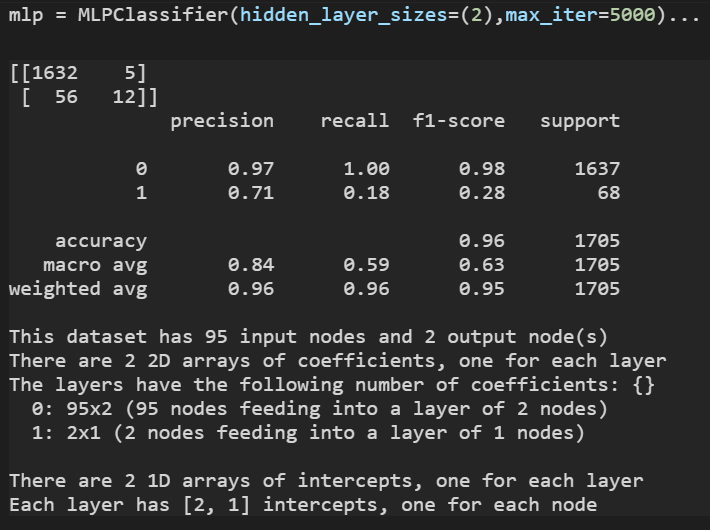 mlp = MLPClassifier(hidden_layer_sizes=(2),max_iter=5000)...
[[1632    5]
 [  56   12]]
              precision    recall  f1-score   support
           0       0.97      1.00      0.98      1637
           1       0.71      0.18      0.28        68
    accuracy                           0.96      1705
   macro avg       0.84      0.59      0.63      1705
weighted avg       0.96      0.96      0.95      1705
This dataset has 95 input nodes and 2 output node(s)
There are 2 2D arrays of coefficients, one for each layer
The layers have the following number of coefficients: {}
  0: 95x2 (95 nodes feeding into a layer of 2 nodes)
  1: 2x1 (2 nodes feeding into a layer of 1 nodes)
There are 2 1D arrays of intercepts, one for each layer
Each layer has [2, 1] intercepts, one for each node